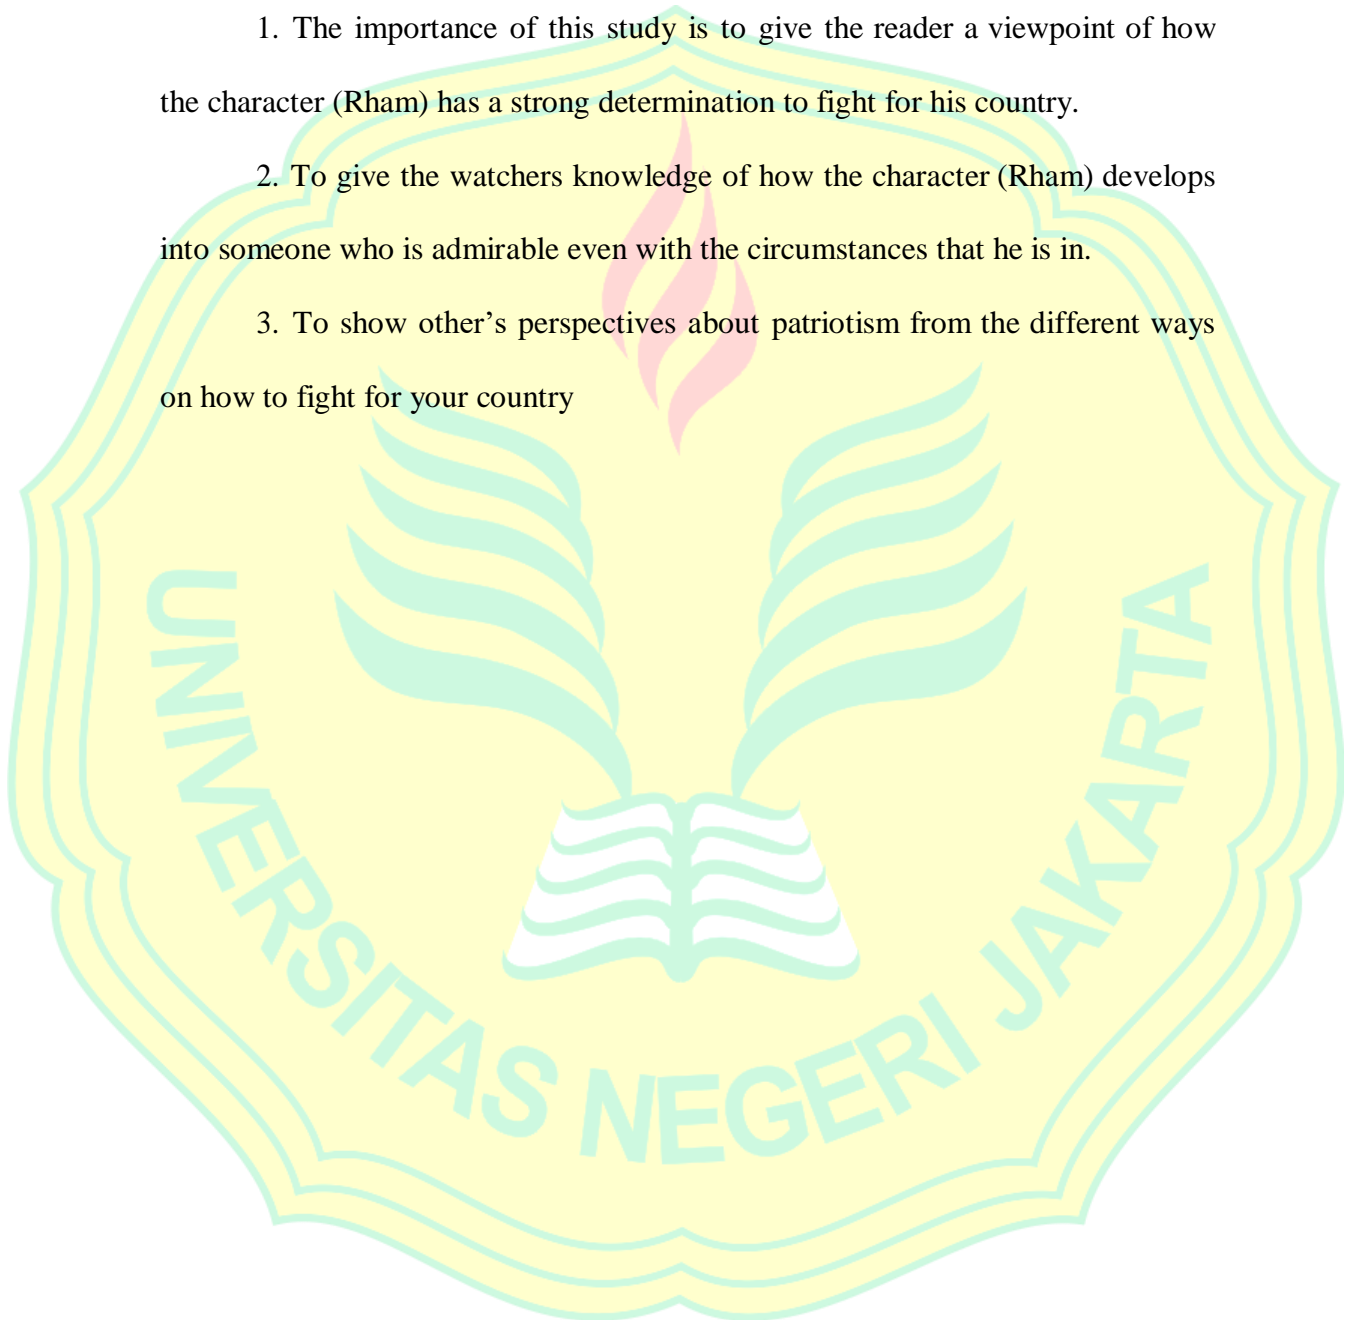 1. The importance of this study is to give the reader a viewpoint of how
the character (Rham) has a strong determination to fight for his country.
2. To give the watchers knowledge of how the character (Rham) develops
into someone who is admirable even with the circumstances that he is in.
3. To show other’s perspectives about patriotism from the different ways
on how to fight for your country
UNIVERSITAS NEGERI JAKARTA